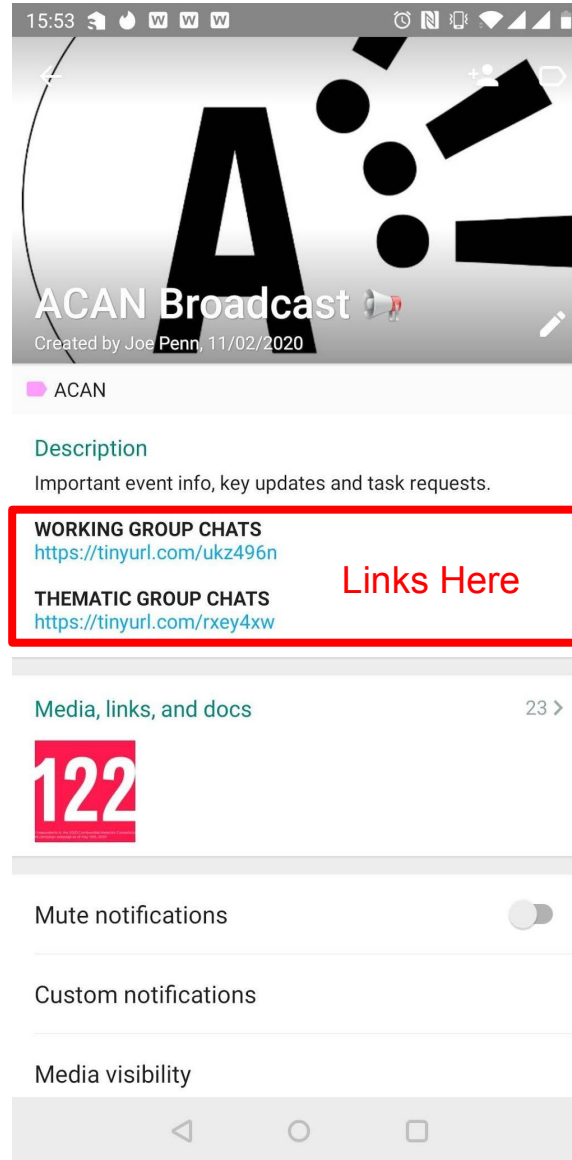 15:53
A
ACAN Broadcast
Created by Joe Penn, 11/02/2020
ACAN
Description
Important event info, key updates and task requests.
WORKING GROUP CHATS
https://tinyurl.com/ukz496n
Links Here
THEMATIC GROUP CHATS
https://tinyurl.com/rxey4xw
Media, links, and docs
23 >
122
Mute notifications
Custom notifications
Media visibility